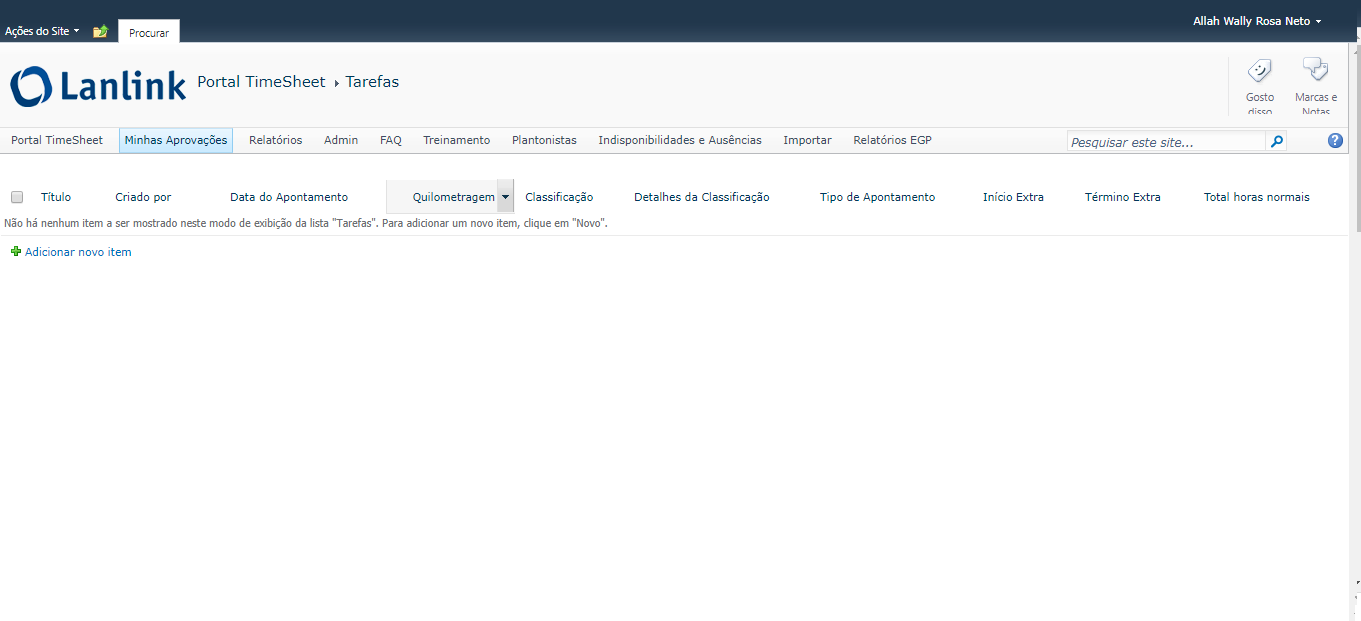 Allah Wally Rosa Neto
Ações do Site
Procurar
Lanlink
Portal TimeSheet
Tarefas
Gosto disso
Marcas e Notas
Portal TimeSheet
Minhas Aprovações
Relatórios
Admin
FAQ
Treinamento
Plantonistas
Indisponibilidades e Ausências
Importar
Relatórios EGP
Pesquisar este site...
Título
Criado por
Data do Apontamento
Quilometragem
Classificação
Detalhes da Classificação
Tipo de Apontamento
Início Extra
Término Extra
Total horas normais
Não há nenhum item a ser mostrado neste modo de exibição da lista "Tarefas". Para adicionar um novo item, clique em "Novo".
Adicionar novo item